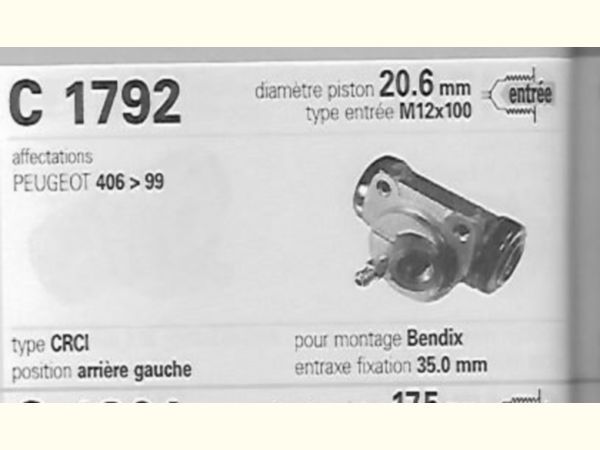 C 1792
diamètre piston 20.6 mm
type entrée M12x100
entrée
affectations
PEUGEOT 406 > 99
type CRCI
position arrière gauche
pour montage Bendix
entraxe fixation 35.0 mm